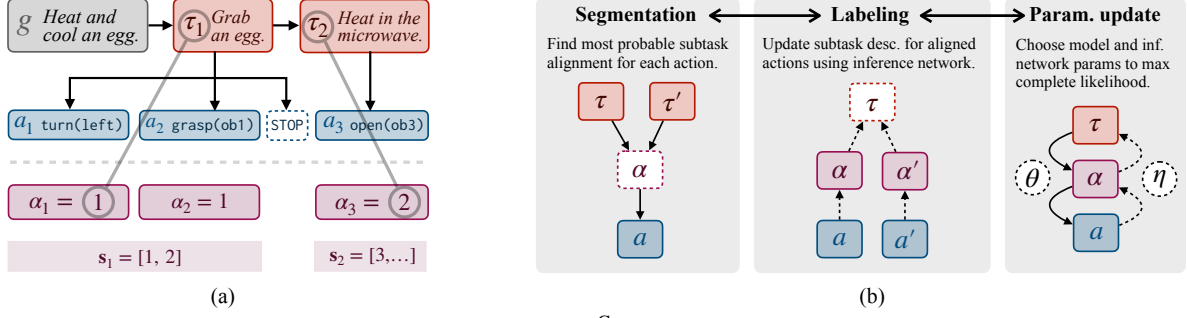 g Heat and cool an egg.
τ1 Grab an egg.
τ2 Heat in the microwave.
a1 turn(left)
a2 grasp(ob1)
STOP
a3 open(ob3)
α1 = 1
α2 = 1
α3 = 2
s1 = [1, 2]
s2 = [3,…]
(a)
Segmentation
Find most probable subtask
alignment for each action.
τ τ′
α
a
Labeling
Update subtask desc. for aligned
actions using inference network.
τ
α α′
a a′
Param. update
Choose model and inf.
network params to max
complete likelihood.
τ
θ α η
a
(b)